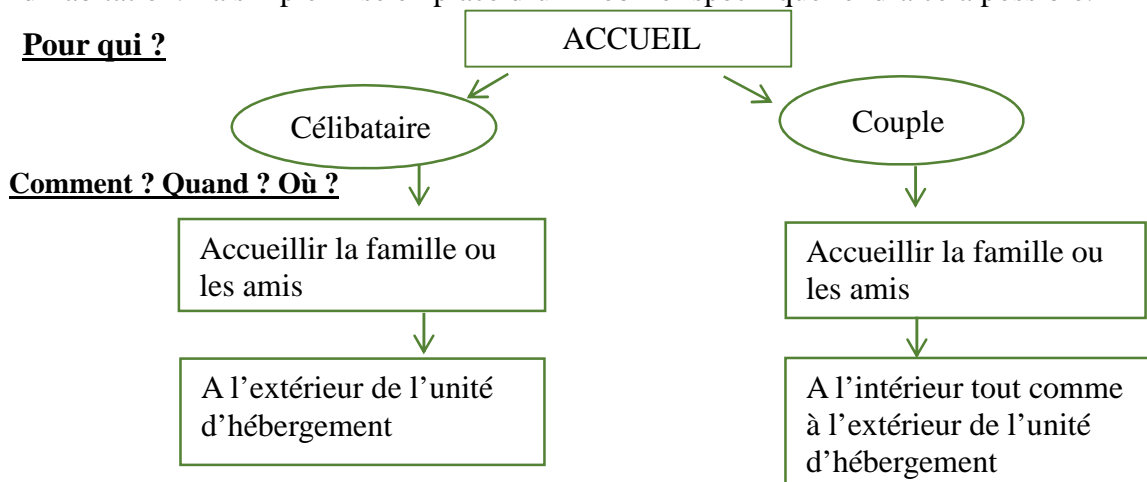 Pour qui ?
ACCUEIL
Célibataire
Couple
Comment ? Quand ? Où ?
Accueillir la famille ou
les amis
Accueillir la famille ou
les amis
A l’extérieur de l’unité
d’hébergement
A l’intérieur tout comme
à l’extérieur de l’unité
d’hébergement